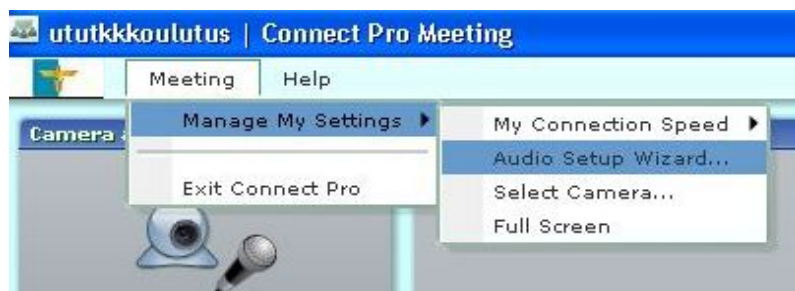 ututkkkoulutus | Connect Pro Meeting
Meeting Help
Manage My Settings
My Connection Speed
Camera a
Audio Setup Wizard...
Exit Connect Pro
Select Camera...
Full Screen